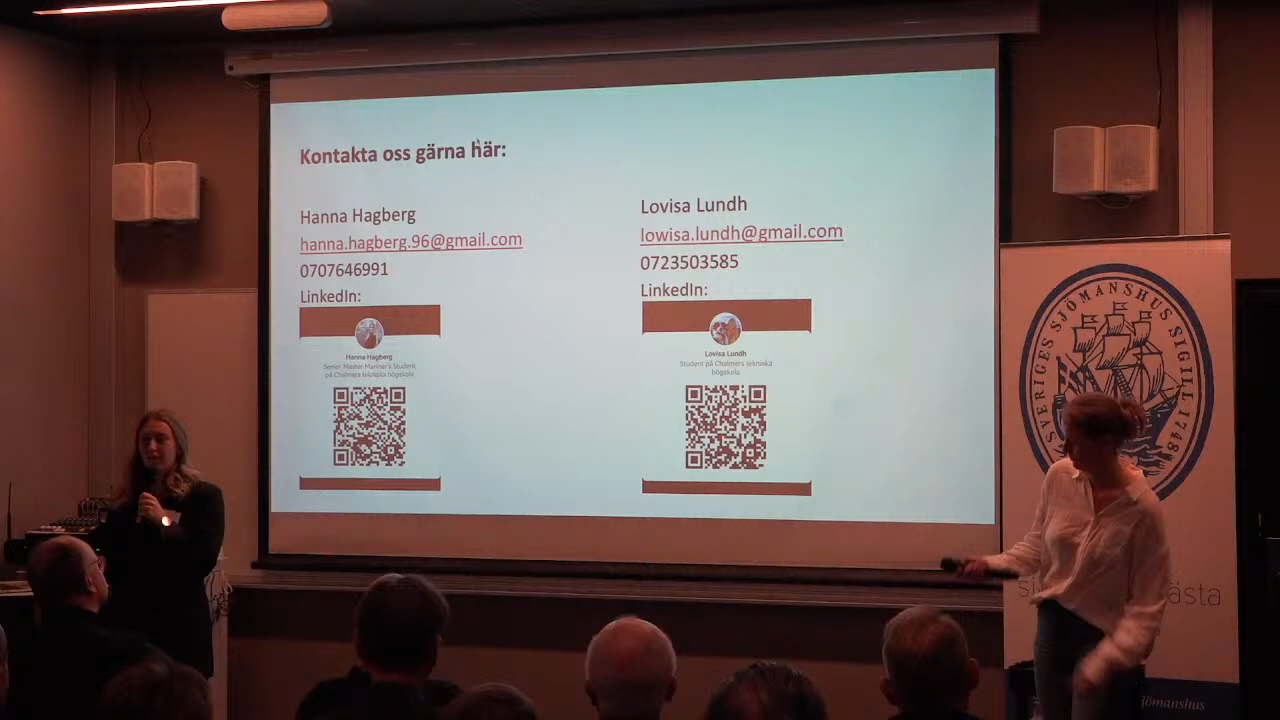 Kontakta oss gärna här:
Hanna Hagberg
hanna.hagberg.96@gmail.com
0707646991
LinkedIn:
Hanna Hagberg
Senior Master Mariner's Student
på Chalmers tekniska
högskola
Lovisa Lundh
lowisa.lundh@gmail.com
0723503585
LinkedIn:
Lovisa Lundh
Student på Chalmers tekniska
högskola
SVERIGES SJÖMANSHUS SIGILL 1748
ästa
jömanshus